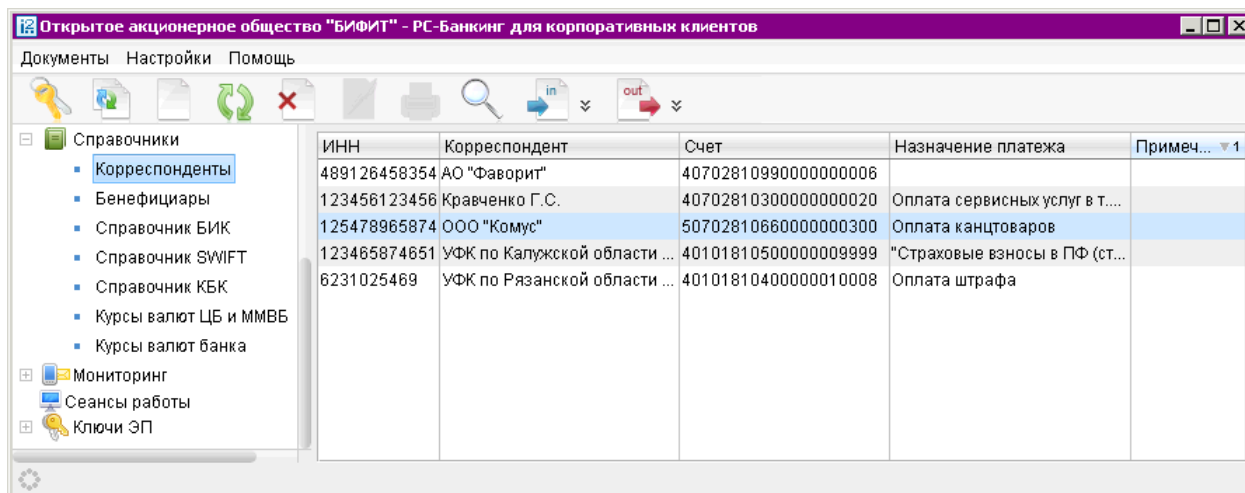 Открытое акционерное общество "БИФИТ" - РС-Банкинг для корпоративных клиентов
Документы Настройки Помощь
in out
Справочники
Корреспонденты
Бенефициары
Справочник БИК
Справочник SWIFT
Справочник КБК
Курсы валют ЦБ и ММВБ
Курсы валют банка
Мониторинг
Сеансы работы
Ключи ЭП
ИНН Корреспондент Счет Назначение платежа Примеч... 1
489126458354 АО "Фаворит" 40702810990000000006
123456123456 Кравченко Г.С. 40702810300000000020 Оплата сервисных услуг в т....
125478965874 ООО "Комус" 50702810660000000300 Оплата канцтоваров
123465874651 УФК по Калужской области ... 40101810500000009999 "Страховые взносы в ПФ (ст...
6231025469 УФК по Рязанской области ... 40101810400000010008 Оплата штрафа